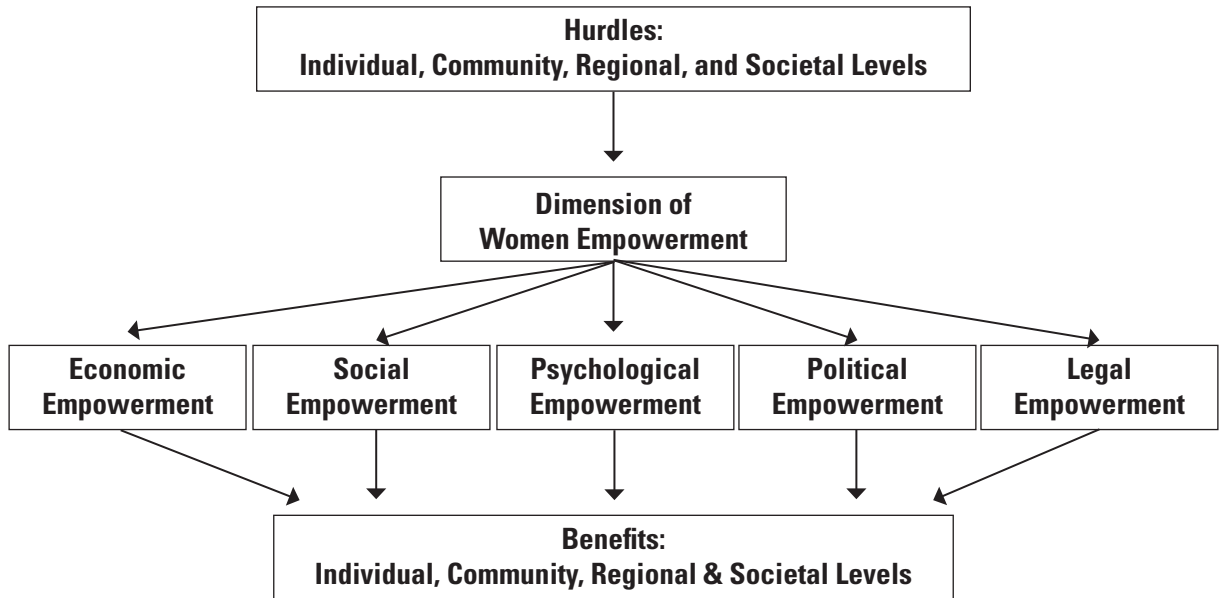 Hurdles:
Individual, Community, Regional, and Societal Levels
Dimension of
Women Empowerment
Economic
Empowerment
Social
Empowerment
Psychological
Empowerment
Political
Empowerment
Legal
Empowerment
Benefits:
Individual, Community, Regional & Societal Levels